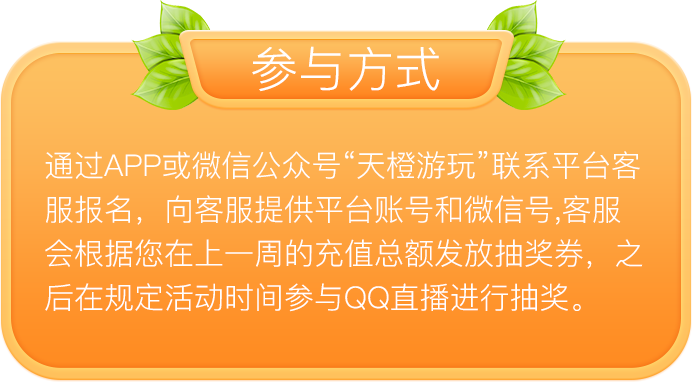 参与方式
通过APP或微信公众号“天橙游玩”联系平台客
服报名，向客服提供平台账号和微信号,客服
会根据您在上一周的充值总额发放抽奖券，之
后在规定活动时间参与QQ直播进行抽奖。